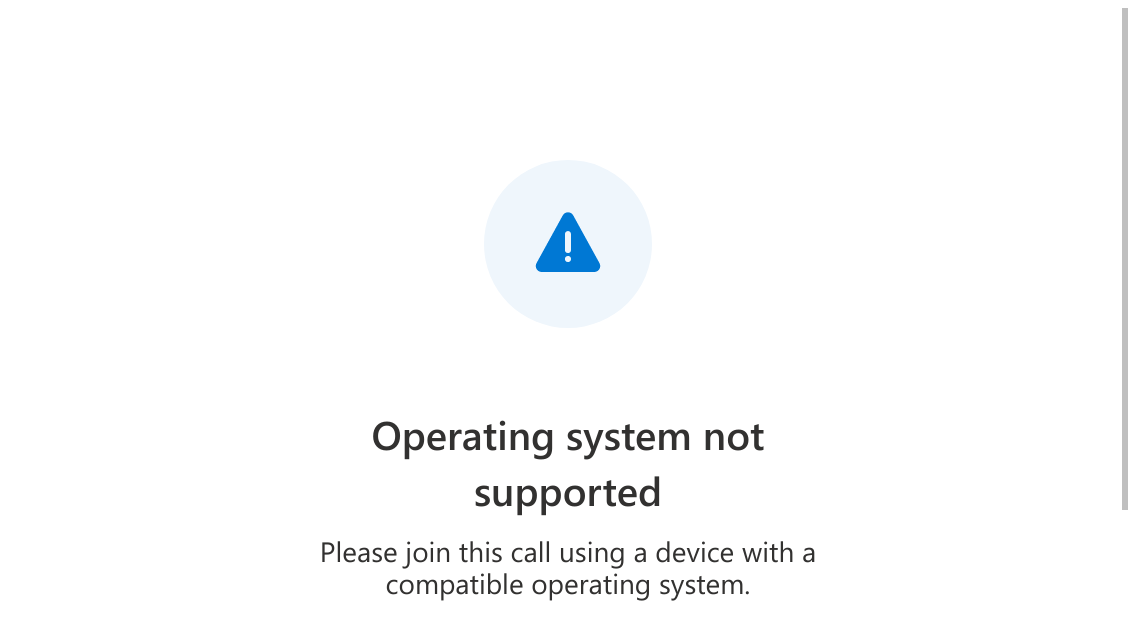 Operating system not
supported
Please join this call using a device with a
compatible operating system.